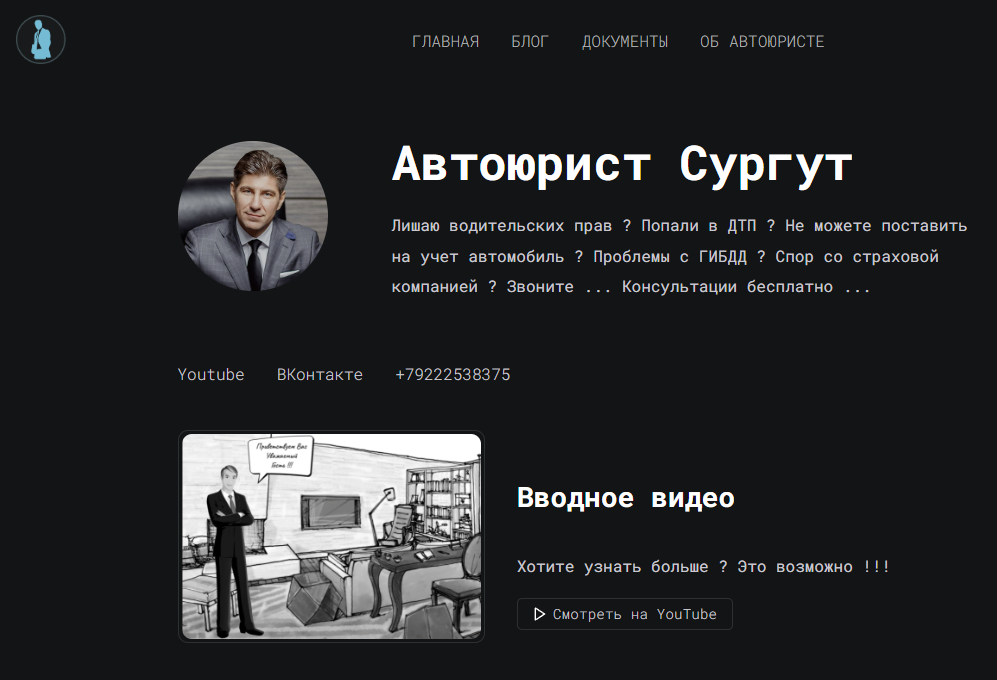 ГЛАВНАЯ БЛОГ ДОКУМЕНТЫ ОБ АВТОЮРИСТЕ
Автоюрист Сургут
Лишаю водительских прав ? Попали в ДТП ? Не можете поставить
на учет автомобиль ? Проблемы с ГИБДД ? Спор со страховой
компанией ? Звоните ... Консультации бесплатно ...
Youtube ВКонтакте +79222538375
Приветствуем Вас
Уважаемый
Гость !!!
Вводное видео
Хотите узнать больше ? Это возможно !!!
Смотреть на YouTube